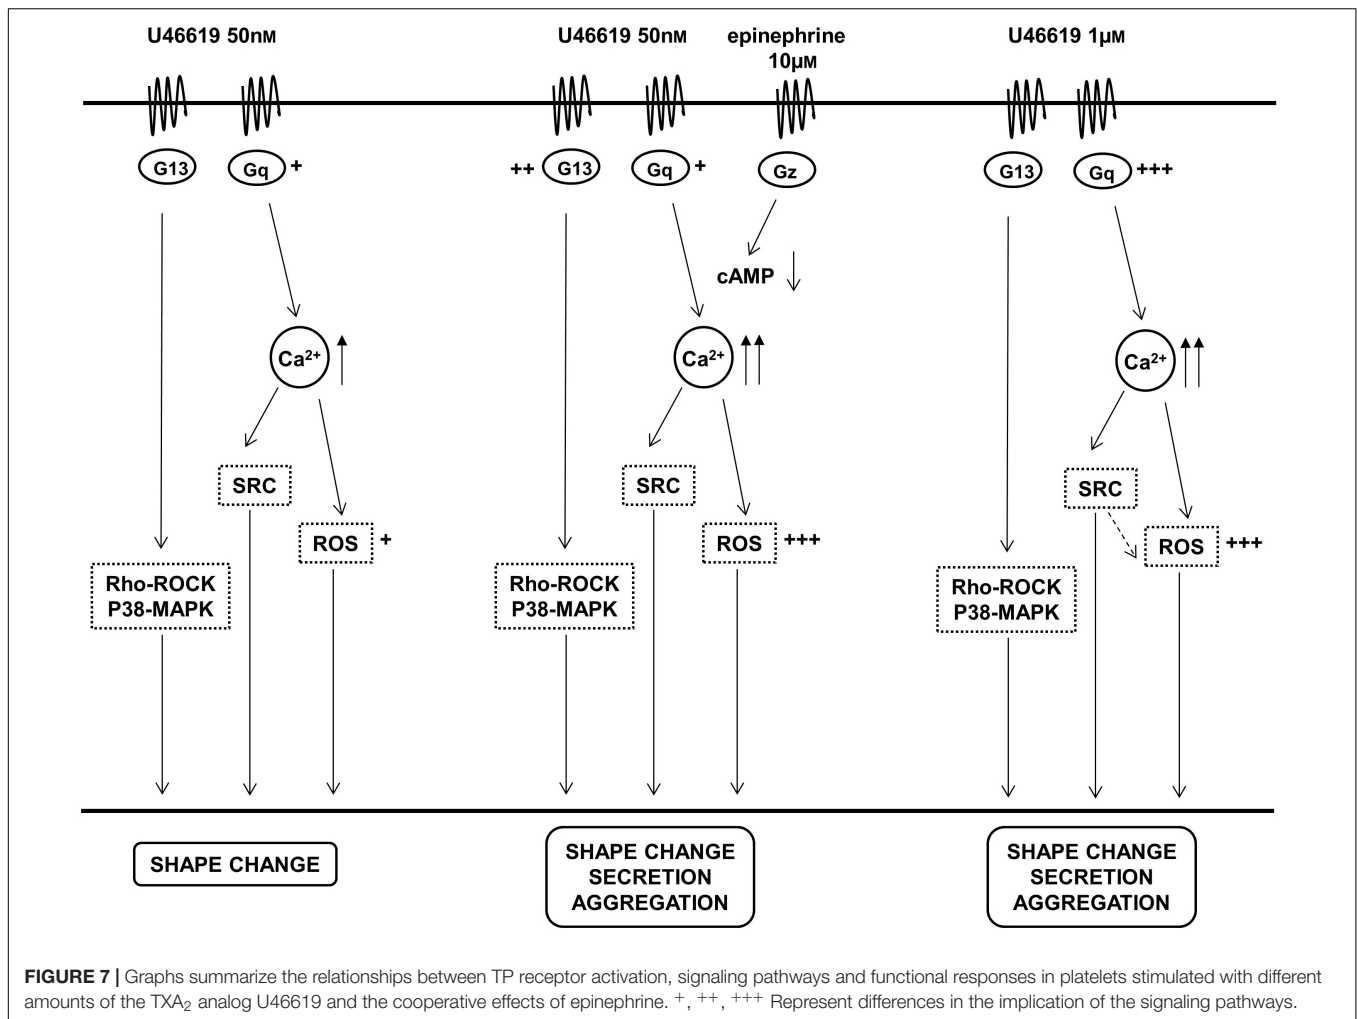 U46619 50nM
G13
Gq +
Ca2+
SRC
ROS +
Rho-ROCK
P38-MAPK
SHAPE CHANGE
U46619 50nM
epinephrine
10µM
++ G13
Gq +
Gz
cAMP
Ca2+
SRC
ROS +++
Rho-ROCK
P38-MAPK
SHAPE CHANGE
SECRETION
AGGREGATION
U46619 1µM
G13
Gq +++
Ca2+
SRC
ROS +++
Rho-ROCK
P38-MAPK
SHAPE CHANGE
SECRETION
AGGREGATION
FIGURE 7 | Graphs summarize the relationships between TP receptor activation, signaling pathways and functional responses in platelets stimulated with different
amounts of the TXA2 analog U46619 and the cooperative effects of epinephrine. +, ++, +++ Represent differences in the implication of the signaling pathways.